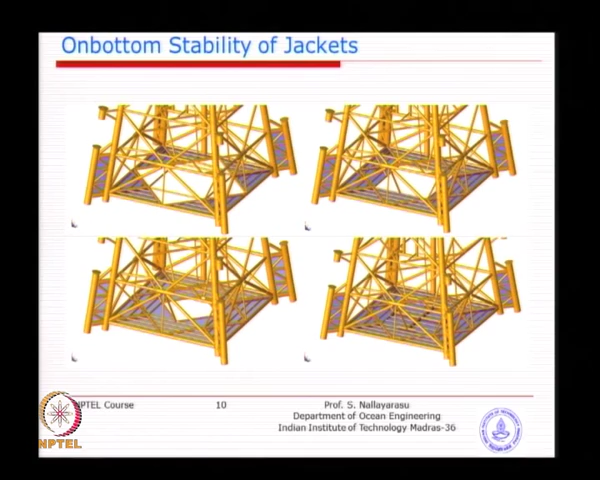 Onbottom Stability of Jackets
NPTEL Course
10
Prof. S. Nallayarasu
Department of Ocean Engineering
Indian Institute of Technology Madras-36
NPTEL